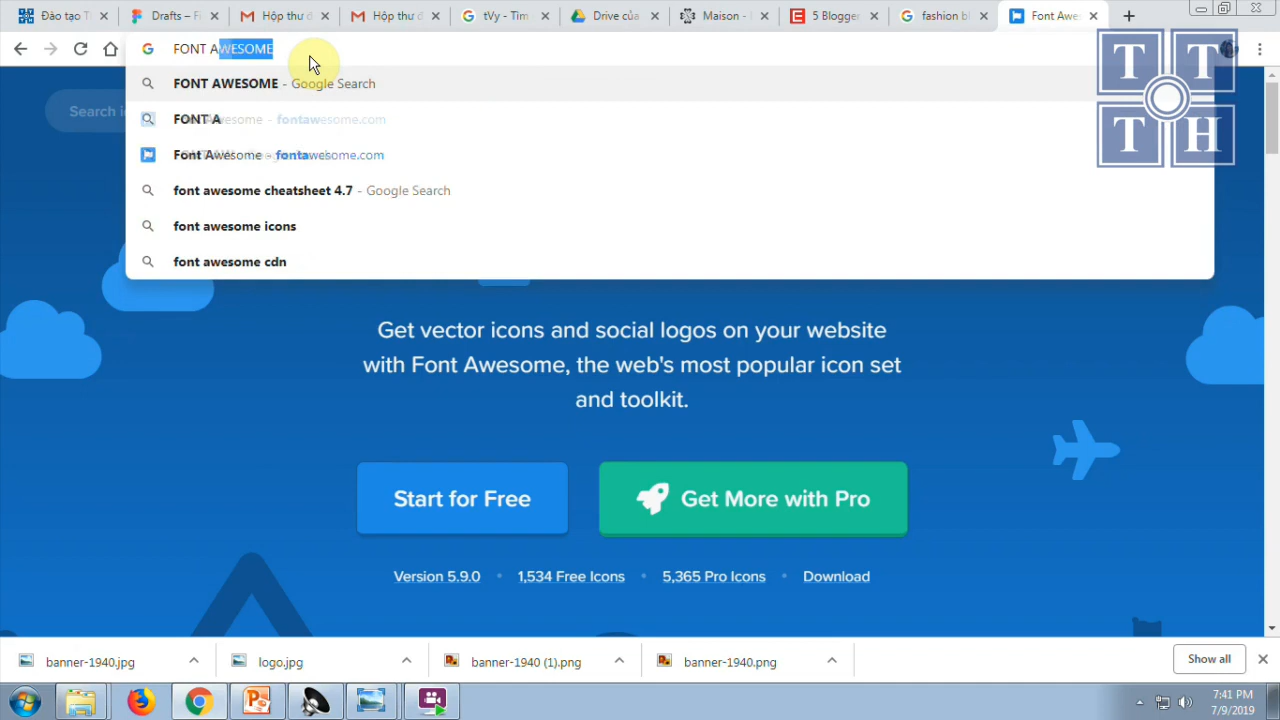 Đào tạo T
Drafts – Fi
Hộp thư đ
Hộp thư đ
tVy - Tìm
Drive của
Maison -
5 Blogger
fashion bl
Font Awe
FONT AWESOME
FONT AWESOME - Google Search
FONT A
Font Awesome - fontawesome.com
font awesome cheatsheet 4.7 - Google Search
font awesome icons
font awesome cdn
T T
T H
Get vector icons and social logos on your website
with Font Awesome, the web's most popular icon set
and toolkit.
Start for Free
Get More with Pro
Version 5.9.0 • 1,534 Free Icons • 5,365 Pro Icons • Download
banner-1940.jpg
logo.jpg
banner-1940 (1).png
banner-1940.png
Show all
7:41 PM
7/9/2019